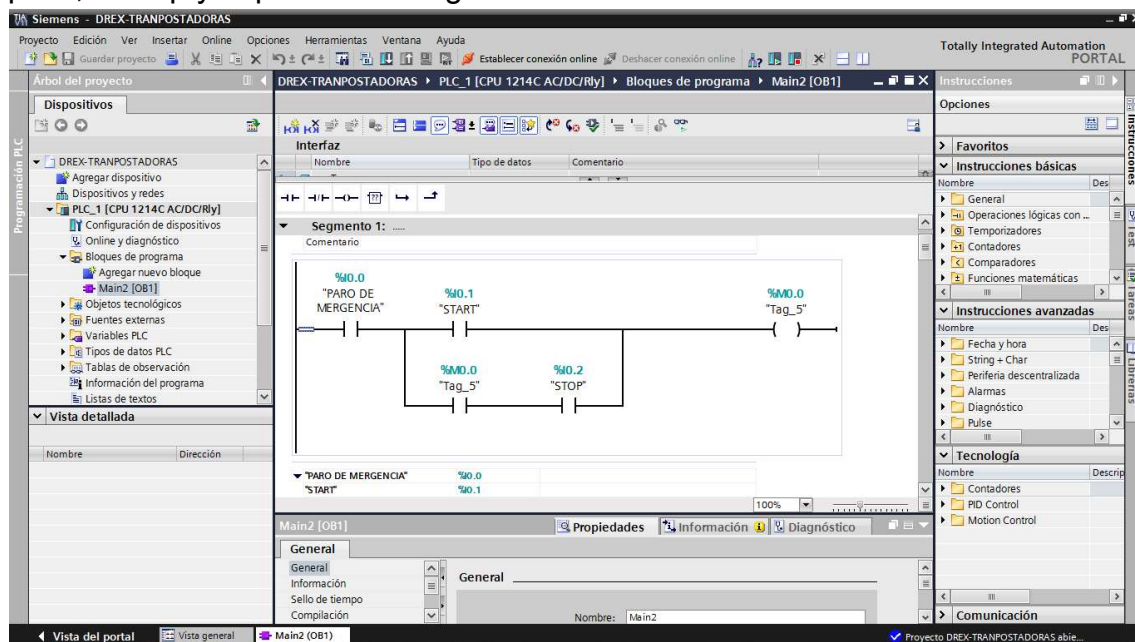 Siemens - DREX-TRANPOSTADORAS
Proyecto Edición Ver Insertar Online Opciones Herramientas Ventana Ayuda
Guardar proyecto
Establecer conexión online
Deshacer conexión online
Totally Integrated Automation
PORTAL
Árbol del proyecto
DREX-TRANPOSTADORAS PLC_1 [CPU 1214C AC/DC/Rly] Bloques de programa Main2 [OB1]
Instrucciones
Dispositivos
Opciones
Programación PLC
DREX-TRANPOSTADORAS
Agregar dispositivo
Dispositivos y redes
PLC_1 [CPU 1214C AC/DC/Rly]
Configuración de dispositivos
Online y diagnóstico
Bloques de programa
Agregar nuevo bloque
Main2 [OB1]
Objetos tecnológicos
Fuentes externas
Variables PLC
Tipos de datos PLC
Tablas de observación
Información del programa
Listas de textos
Vista detallada
Nombre Dirección
Interfaz
Nombre Tipo de datos Comentario
Segmento 1: .....
Comentario
%I0.0
"PARO DE
MERGENCIA"
%I0.1
"START"
%M0.0
"Tag_5"
%M0.0
"Tag_5"
%I0.2
"STOP"
"PARO DE MERGENCIA" %I0.0
"START" %I0.1
100%
Main2 [OB1]
Propiedades Información Diagnóstico
General
General
Información
Sello de tiempo
Compilación
General
Nombre: Main2
Favoritos
Instrucciones básicas
Nombre Des
General
Operaciones lógicas con ...
Temporizadores
Contadores
Comparadores
Funciones matemáticas
Instrucciones avanzadas
Nombre Des
Fecha y hora
String + Char
Periferia descentralizada
Alarmas
Diagnóstico
Pulse
Tecnología
Nombre Descrip
Contadores
PID Control
Motion Control
Comunicación
Instrucciones
Test
Tareas
Librerías
Vista del portal Vista general Main2 (OB1)
Proyecto DREX-TRANPOSTADORAS abie...